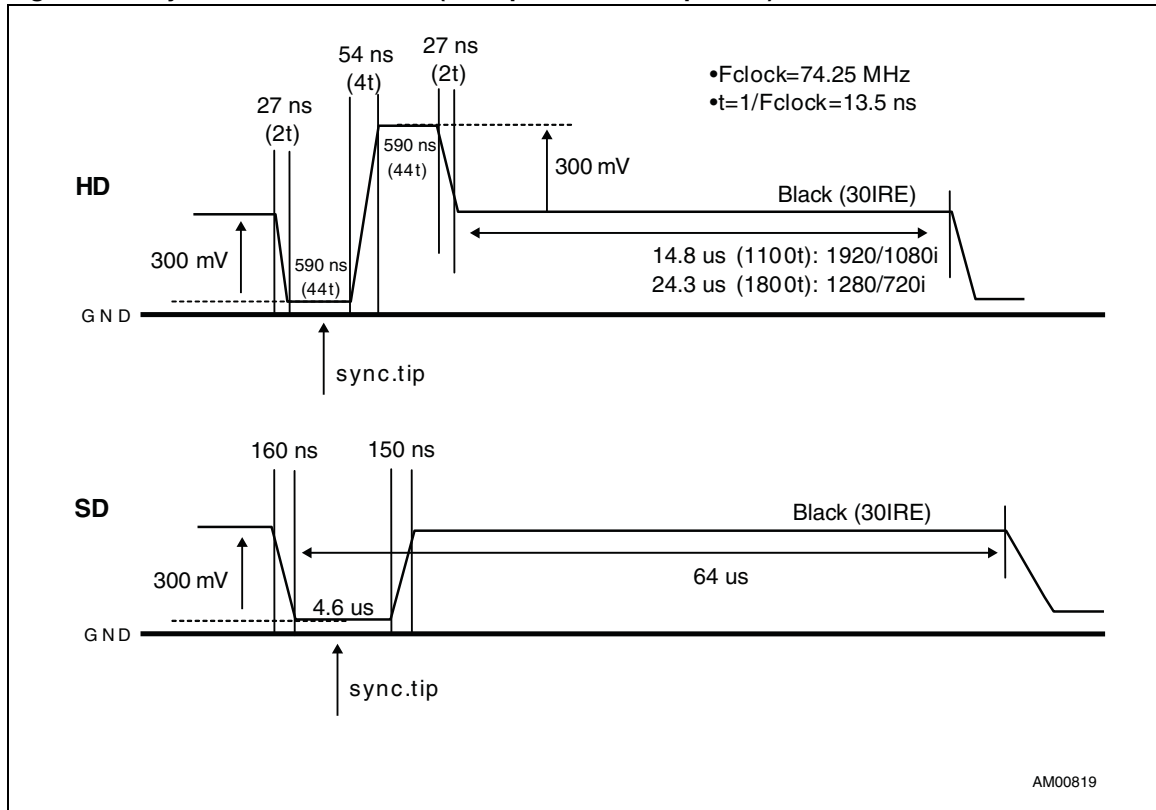 54 ns
(4t)
27 ns
(2t)
27 ns
(2t)
•Fclock=74.25 MHz
•t=1/Fclock=13.5 ns
590 ns
(44t)
300 mV
HD
Black (30IRE)
300 mV
590 ns
(44t)
14.8 us (1100t): 1920/1080i
24.3 us (1800t): 1280/720i
GND
sync.tip
160 ns
150 ns
SD
Black (30IRE)
300 mV
64 us
4.6 us
GND
sync.tip
AM00819